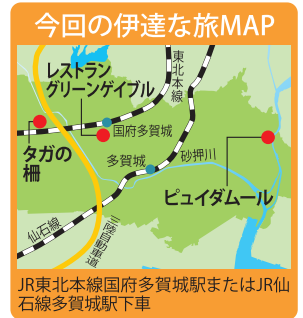 今回の伊達な旅MAP
東北本線
レストラン
グリーンゲイブル
国府多賀城
タガの
柵
多賀城
砂押川
ピュイダムール
仙石線
三陸自動車道
JR東北本線国府多賀城駅またはJR仙
石線多賀城駅下車